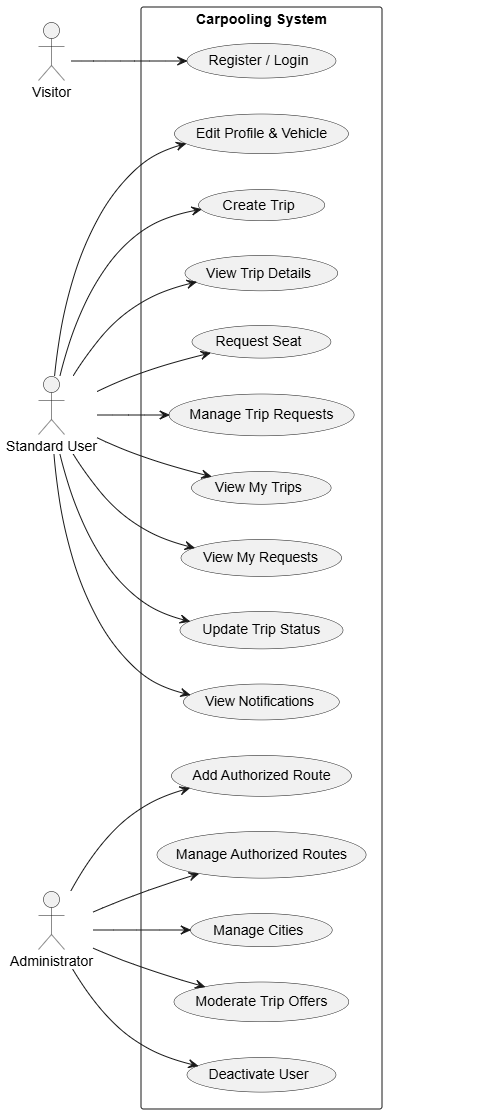 Carpooling System
Register / Login
Visitor
Edit Profile & Vehicle
Create Trip
View Trip Details
Request Seat
Manage Trip Requests
Standard User
View My Trips
View My Requests
Update Trip Status
View Notifications
Add Authorized Route
Manage Authorized Routes
Manage Cities
Administrator
Moderate Trip Offers
Deactivate User